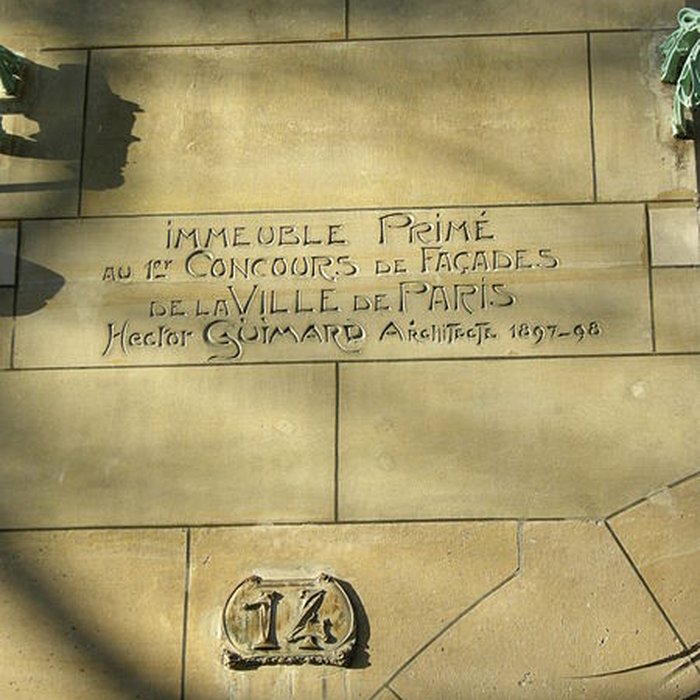 iMMEUBLE PRiMÉ
AU 1er CONCOURS DE FAÇADES
DE LA VILLE DE PARIS
Hector GUIMARD ARCHITECTE 1897-98
14